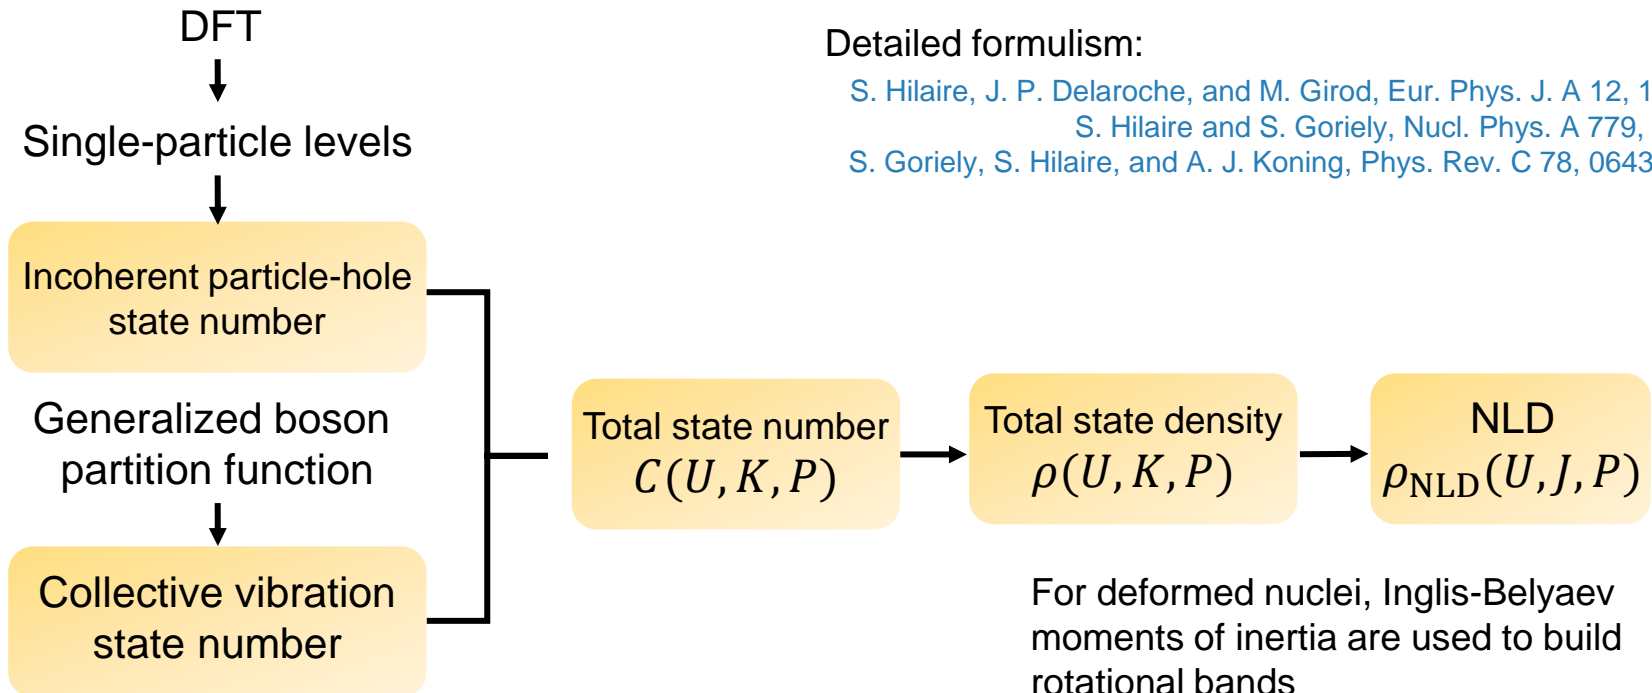 DFT
Single-particle levels
Incoherent particle-hole
state number
Generalized boson
partition function
Collective vibration
state number
Total state number
C(U, K, P)
Total state density
ρ(U, K, P)
NLD
ρ_NLD(U, J, P)
Detailed formulism:
S. Hilaire, J. P. Delaroche, and M. Girod, Eur. Phys. J. A 12, 1
S. Hilaire and S. Goriely, Nucl. Phys. A 779,
S. Goriely, S. Hilaire, and A. J. Koning, Phys. Rev. C 78, 0643
For deformed nuclei, Inglis-Belyaev
moments of inertia are used to build
rotational bands